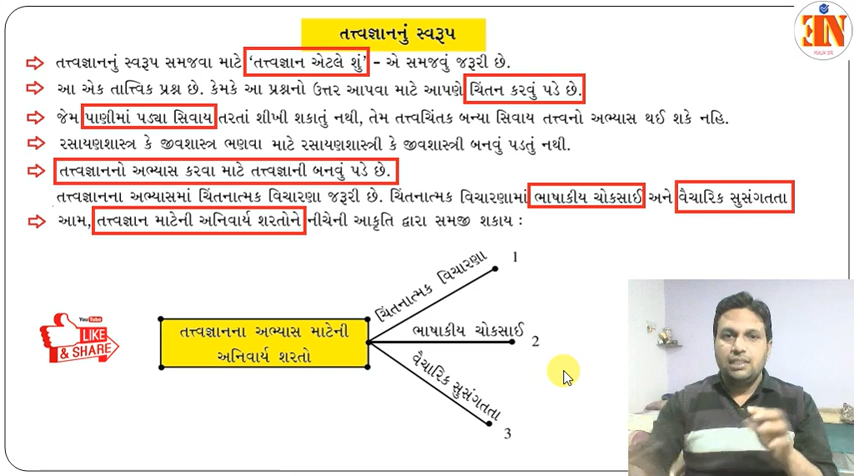 તત્ત્વજ્ઞાનનું સ્વરૂપ
⇨ તત્ત્વજ્ઞાનનું સ્વરૂપ સમજવા માટે ‘તત્ત્વજ્ઞાન એટલે શું’ – એ સમજવું જરૂરી છે.
⇨ આ એક તાત્ત્વિક પ્રશ્ન છે. કેમકે આ પ્રશ્નનો ઉત્તર આપવા માટે આપણે ચિંતન કરવું પડે છે.
⇨ જેમ પાણીમાં પડ્યા સિવાય તરતાં શીખી શકાતું નથી, તેમ તત્ત્વચિંતક બન્યા સિવાય તત્ત્વનો અભ્યાસ થઈ શકે નહિ.
⇨ રસાયણશાસ્ત્ર કે જીવશાસ્ત્ર ભણવા માટે રસાયણશાસ્ત્રી કે જીવશાસ્ત્રી બનવું પડતું નથી.
⇨ તત્ત્વજ્ઞાનનો અભ્યાસ કરવા માટે તત્ત્વજ્ઞાની બનવું પડે છે.
તત્ત્વજ્ઞાનના અભ્યાસમાં ચિંતનાત્મક વિચારણા જરૂરી છે. ચિંતનાત્મક વિચારણામાં ભાષાકીય ચોકસાઈ અને વૈચારિક સુસંગતતા
⇨ આમ, તત્ત્વજ્ઞાન માટેની અનિવાર્ય શરતોને નીચેની આકૃતિ દ્વારા સમજી શકાય :
ચિંતનાત્મક વિચારણા 1
તત્ત્વજ્ઞાનના અભ્યાસ માટેની
અનિવાર્ય શરતો
ભાષાકીય ચોકસાઈ 2
વૈચારિક સુસંગતતા 3
You Tube
LIKE
& SHARE
EN